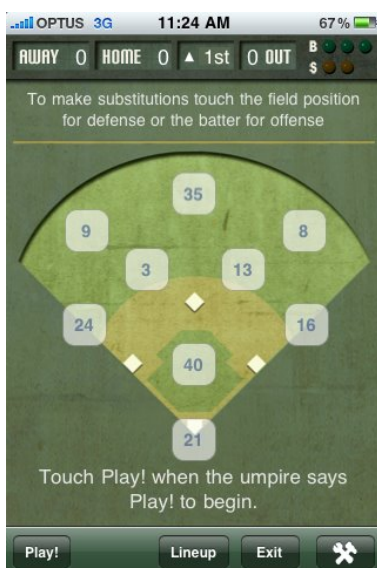 OPTUS 3G 11:24 AM 67%
AWAY 0 HOME 0 ▲ 1st 0 OUT B
S
To make substitutions touch the field position
for defense or the batter for offense
35
9 8
3 13
24 16
40
21
Touch Play! when the umpire says
Play! to begin.
Play! Lineup Exit